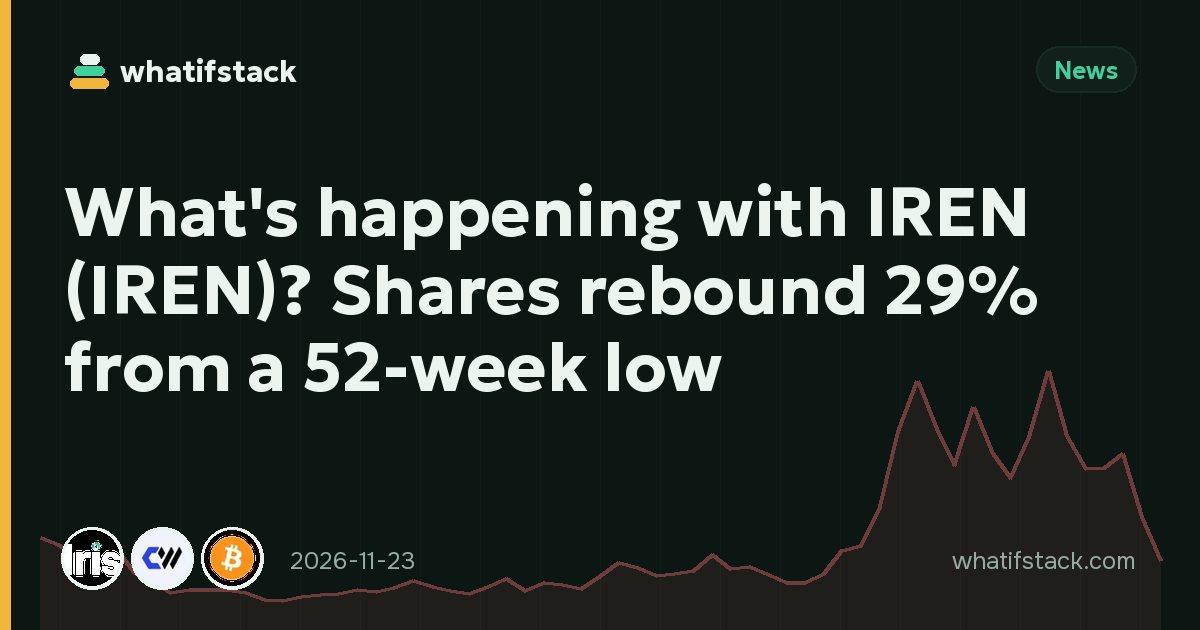 whatifstack
News
What's happening with IREN
(IREN)? Shares rebound 29%
from a 52-week low
Iris
CW
2026-11-23
whatifstack.com